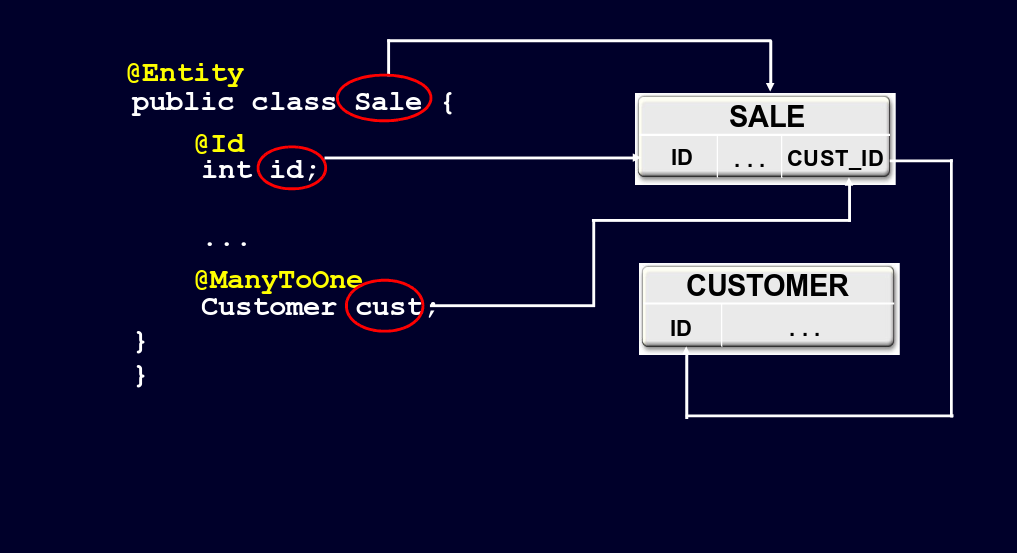 @Entity
public class Sale {
@Id
int id;
...
@ManyToOne
Customer cust;
}
}
SALE
ID ... CUST_ID
CUSTOMER
ID ...